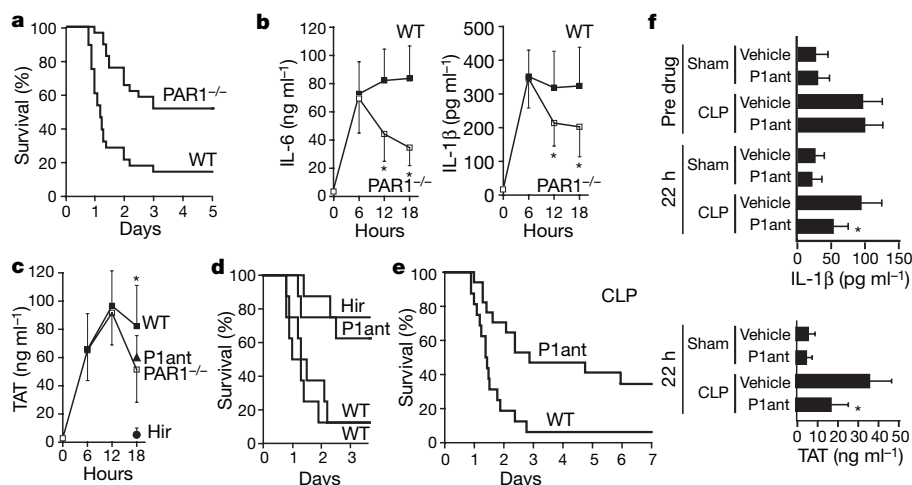 a
Survival (%)
100
80
60
40
20
0
PAR1−/−
WT
0 1 2 3 4 5
Days
b
IL-6 (ng ml−1)
120
100
80
60
40
20
0
WT
*
*
PAR1−/−
0 6 12 18
Hours
IL-1β (pg ml−1)
500
400
300
200
100
0
WT
*
*
PAR1−/−
0 6 12 18
Hours
c
TAT (ng ml−1)
120
100
80
60
40
20
0
*
WT
P1ant
PAR1−/−
Hir
0 6 12 18
Hours
d
Survival (%)
100
80
60
40
20
0
Hir
P1ant
WT
WT
0 1 2 3
Days
e
Survival (%)
100
80
60
40
20
0
CLP
P1ant
WT
0 1 2 3 4 5 6 7
Days
f
Pre drug
Sham
Vehicle
P1ant
CLP
Vehicle
P1ant
22 h
Sham
Vehicle
P1ant
CLP
Vehicle
P1ant
*
0 50 100 150
IL-1β (pg ml−1)
22 h
Sham
Vehicle
P1ant
CLP
Vehicle
P1ant
*
0 10 20 30 40 50
TAT (ng ml−1)